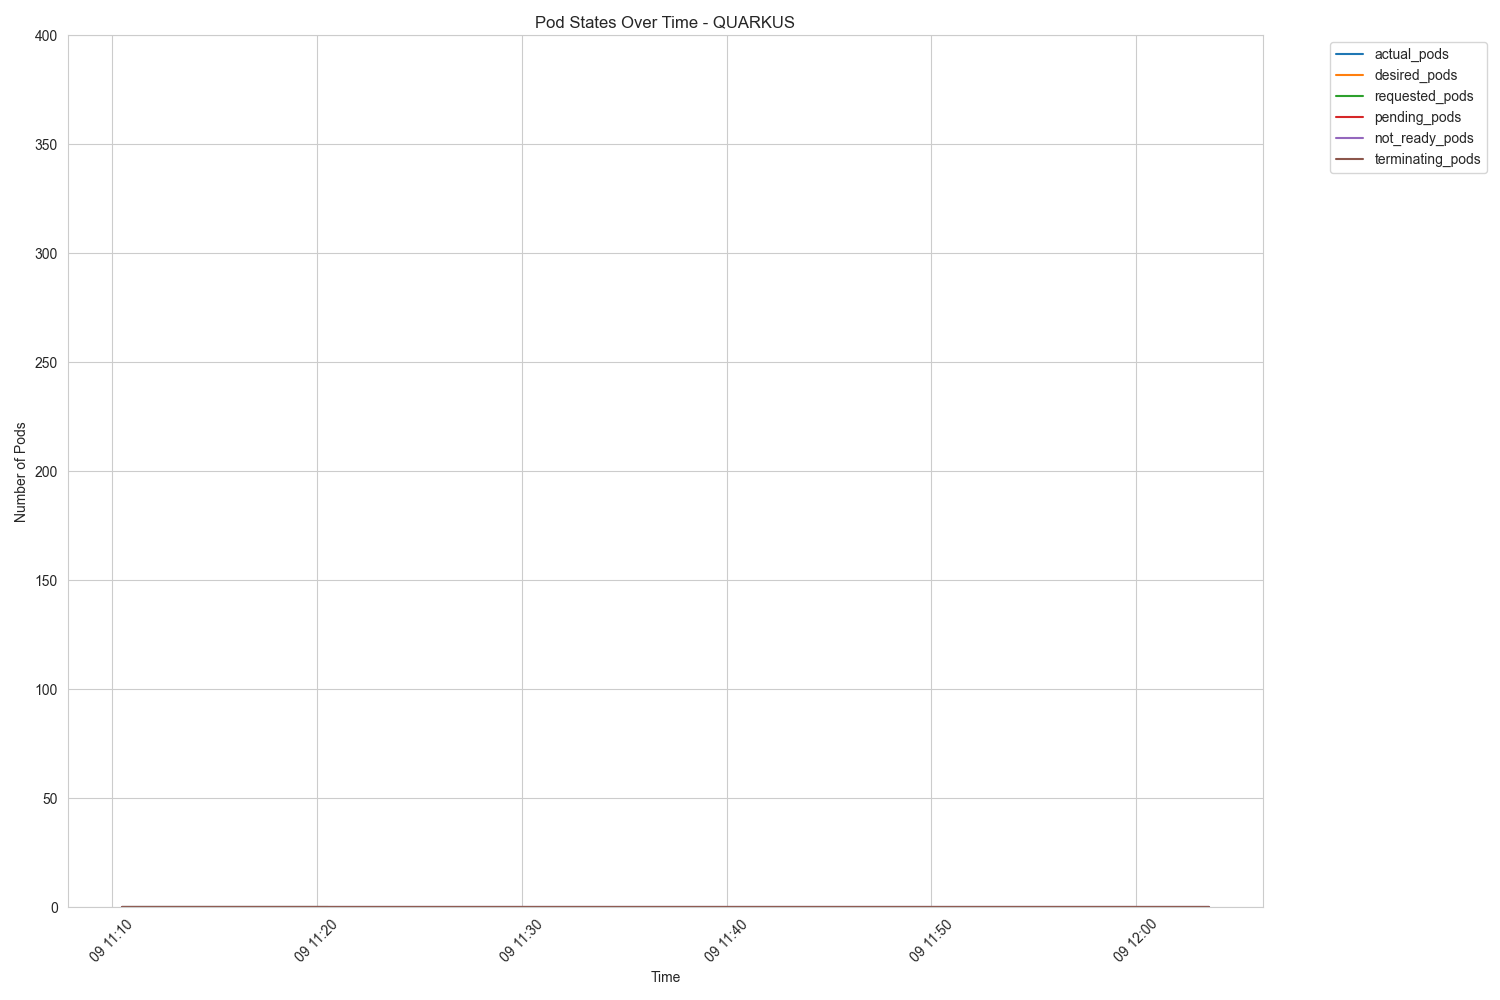 Pod States Over Time - QUARKUS
400
350
300
250
200
150
100
50
0
Number of Pods
09 11:10
09 11:20
09 11:30
09 11:40
09 11:50
09 12:00
Time
actual_pods
desired_pods
requested_pods
pending_pods
not_ready_pods
terminating_pods